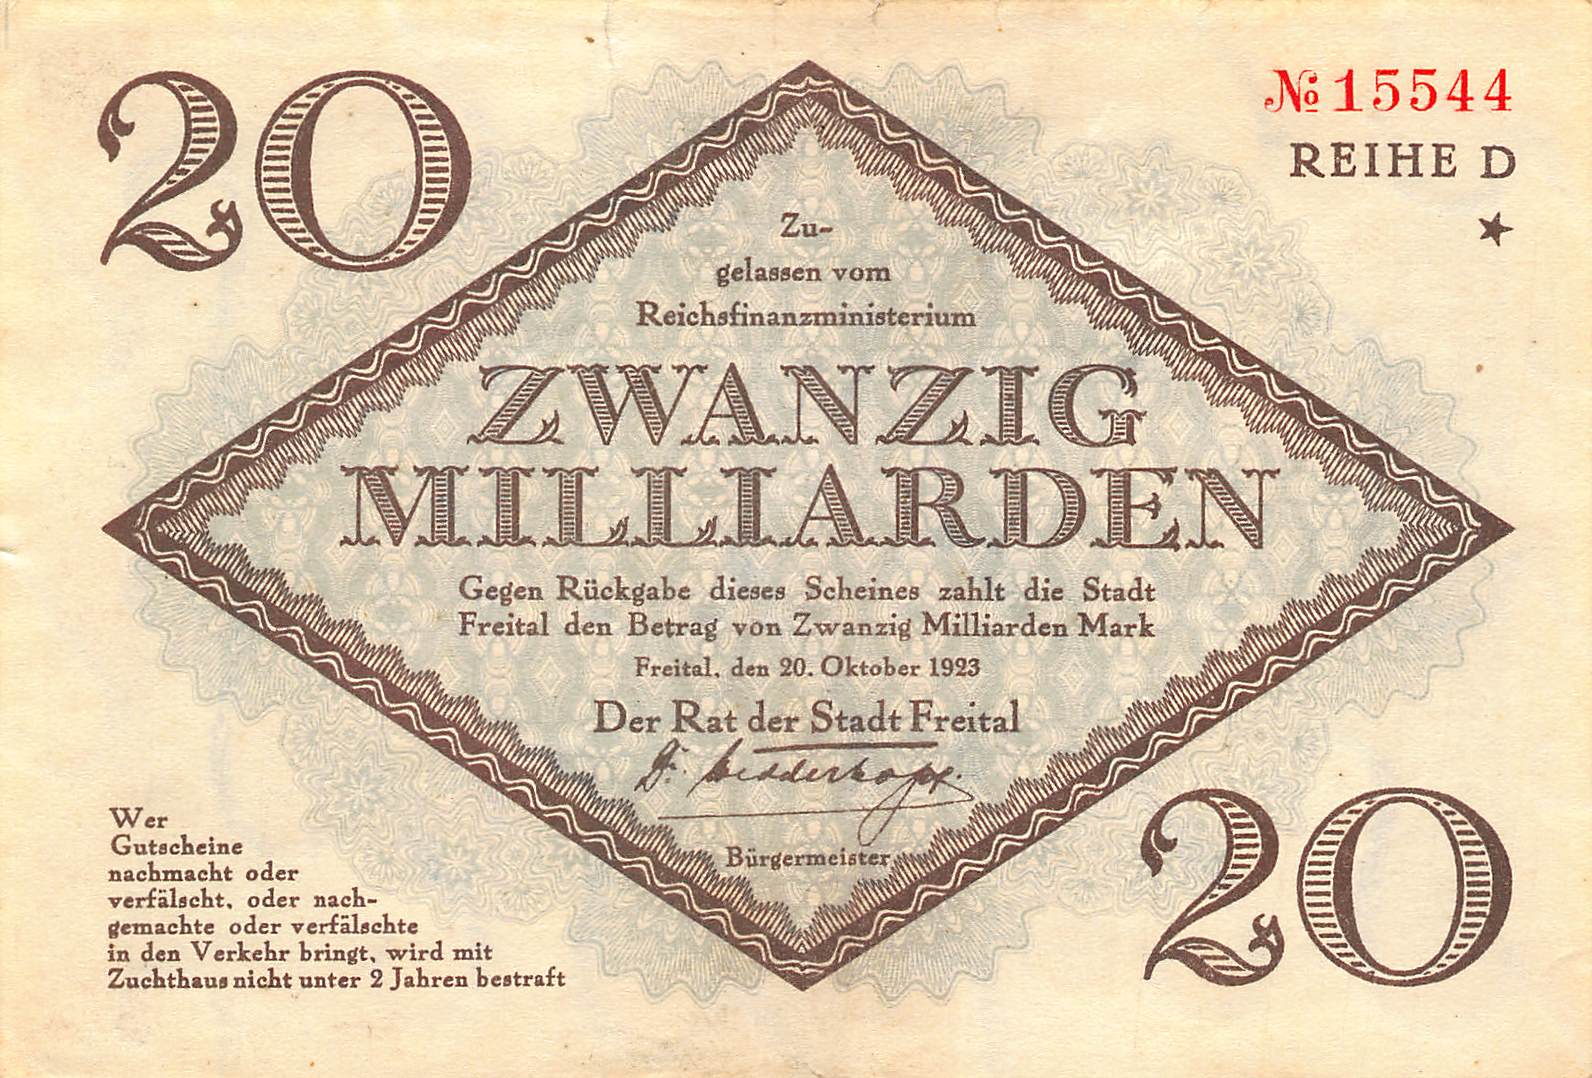 20
№ 15544
REIHE D
Zu-
gelassen vom
Reichsfinanzministerium
ZWANZIG
MILLIARDEN
Gegen Rückgabe dieses Scheines zahlt die Stadt
Freital den Betrag von Zwanzig Milliarden Mark
Freital, den 20. Oktober 1923
Der Rat der Stadt Freital
Dr. Wedderkopf.
Bürgermeister
Wer
Gutscheine
nachmacht oder
verfälscht, oder nach-
gemachte oder verfälschte
in den Verkehr bringt, wird mit
Zuchthaus nicht unter 2 Jahren bestraft
20